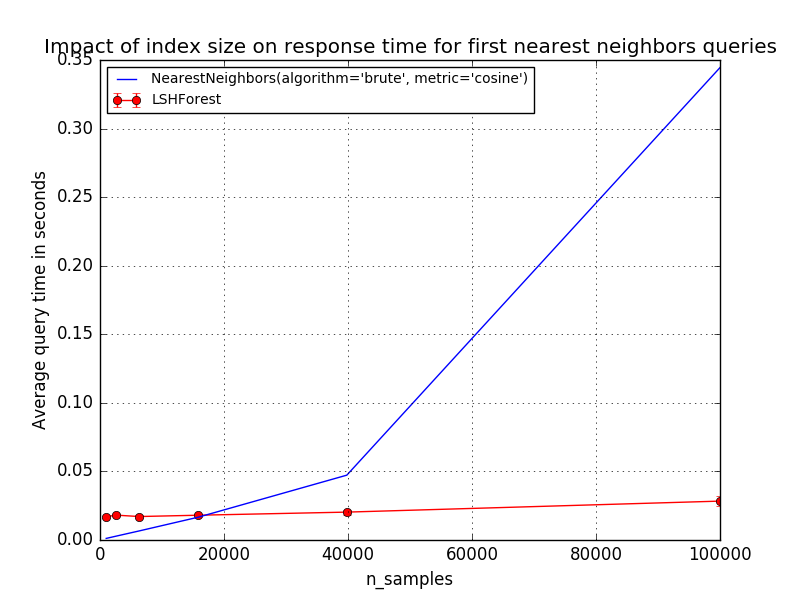 Impact of index size on response time for first nearest neighbors queries
NearestNeighbors(algorithm='brute', metric='cosine')
LSHForest
Average query time in seconds
0.35
0.30
0.25
0.20
0.15
0.10
0.05
0.00
0 20000 40000 60000 80000 100000
n_samples